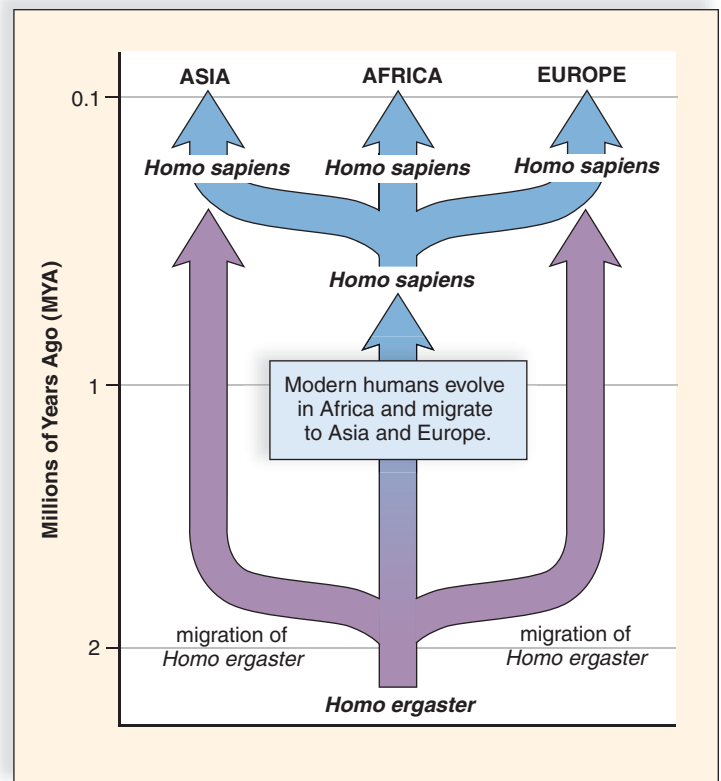 ASIA
AFRICA
EUROPE
0.1
Homo sapiens
Homo sapiens
Homo sapiens
Homo sapiens
Millions of Years Ago (MYA)
1
Modern humans evolve
in Africa and migrate
to Asia and Europe.
2
migration of
Homo ergaster
migration of
Homo ergaster
Homo ergaster